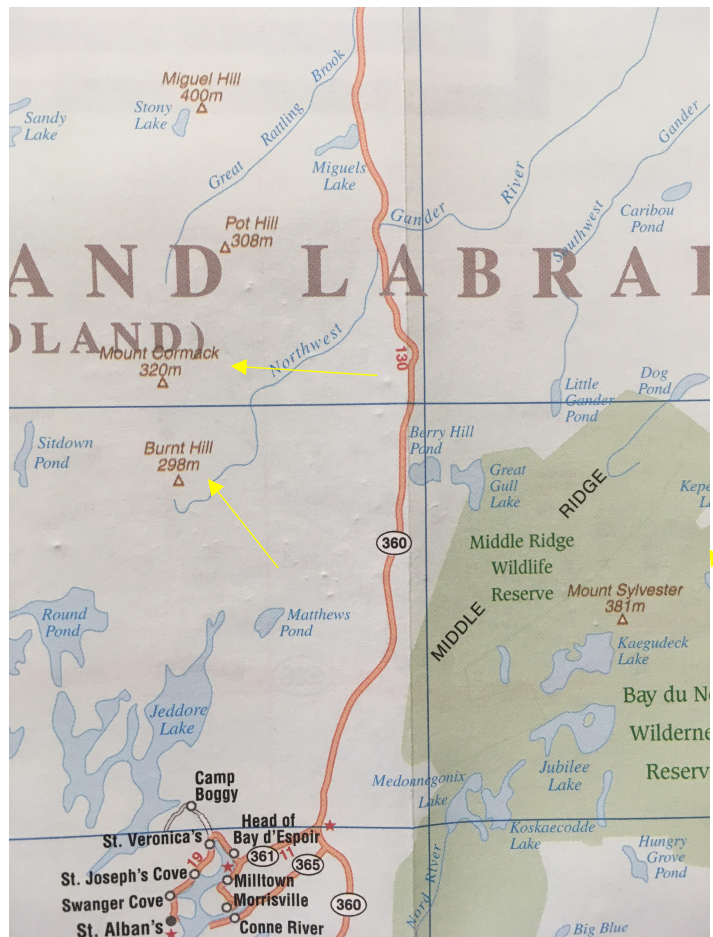 Miguel Hill
400m
Brook
Rattling
Great
Stony
Lake
Sandy
Lake
Miguels
Lake
Gander
River
Gander
Southwest
Caribou
Pond
Pot Hill
308m
AND LABRA
DLAND)
Mount Cormack
320m
Northwest
130
Little
Gander
Pond
Dog
Pond
Sitdown
Pond
Burnt Hill
298m
Berry Hill
Pond
Great
Gull
Lake
RIDGE
Kepe
L
360
Middle Ridge
Wildlife
Reserve
MIDDLE
Mount Sylvester
381m
Round
Pond
Matthews
Pond
Kaegudeck
Lake
Jeddore
Lake
Bay du No
Wilderne
Reserv
Jubilee
Lake
Medonnegonix
Lake
Camp
Boggy
Head of
Bay d'Espoir
St. Veronica's
361
11
365
19
Koskaecodde
Lake
Hungry
Grove
Pond
St. Joseph's Cove
Milltown
Swanger Cove
Morrisville
360
Nord River
St. Alban's
Conne River
Big Blue